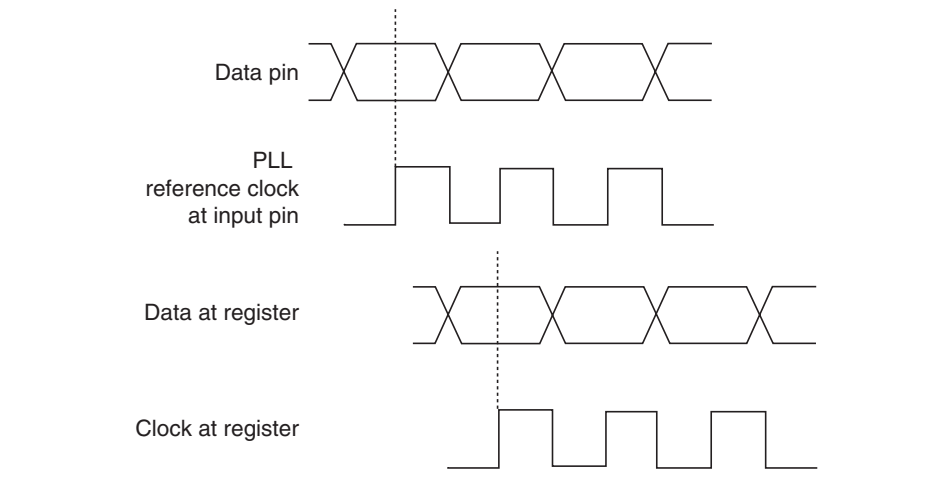 Data pin
PLL
reference clock
at input pin
Data at register
Clock at register